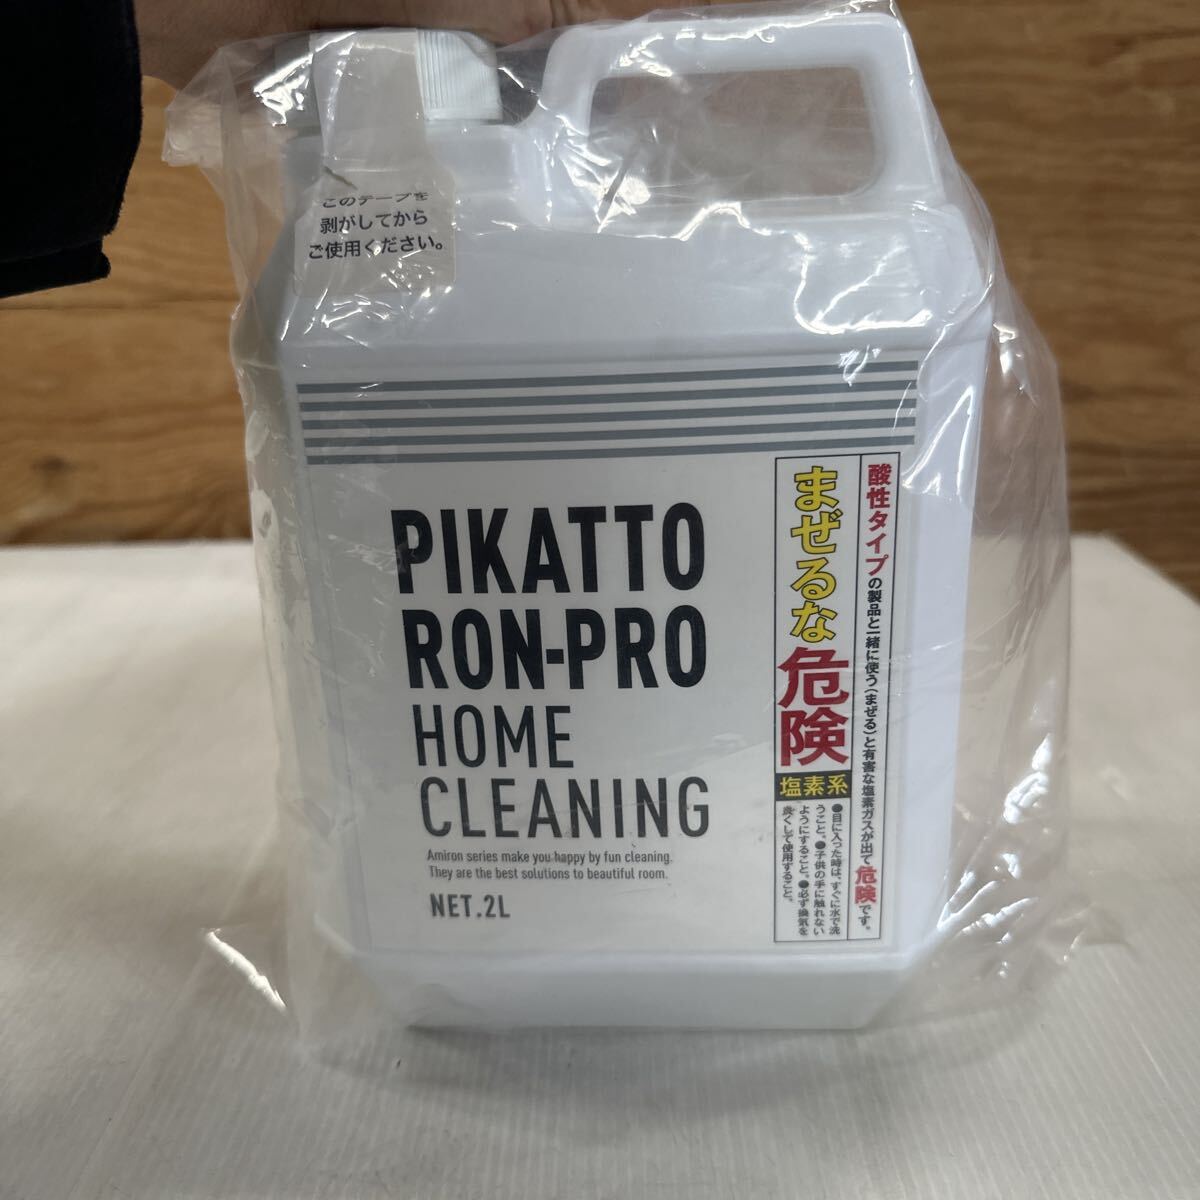 このテープを
剥がしてから
ご使用ください。
PIKATTO
RON-PRO
HOME
CLEANING
Amiron series make you happy by fun cleaning.
They are the best solutions to beautiful room.
NET.2L
酸性タイプの製品と一緒に使う(まぜる)と有害な塩素ガスが出て危険です。
まぜるな危険
塩素系
●目に入った時は、すぐに水で洗
うこと。●子供の手に触れない
ようにすること。●必ず換気を
良くして使用すること。